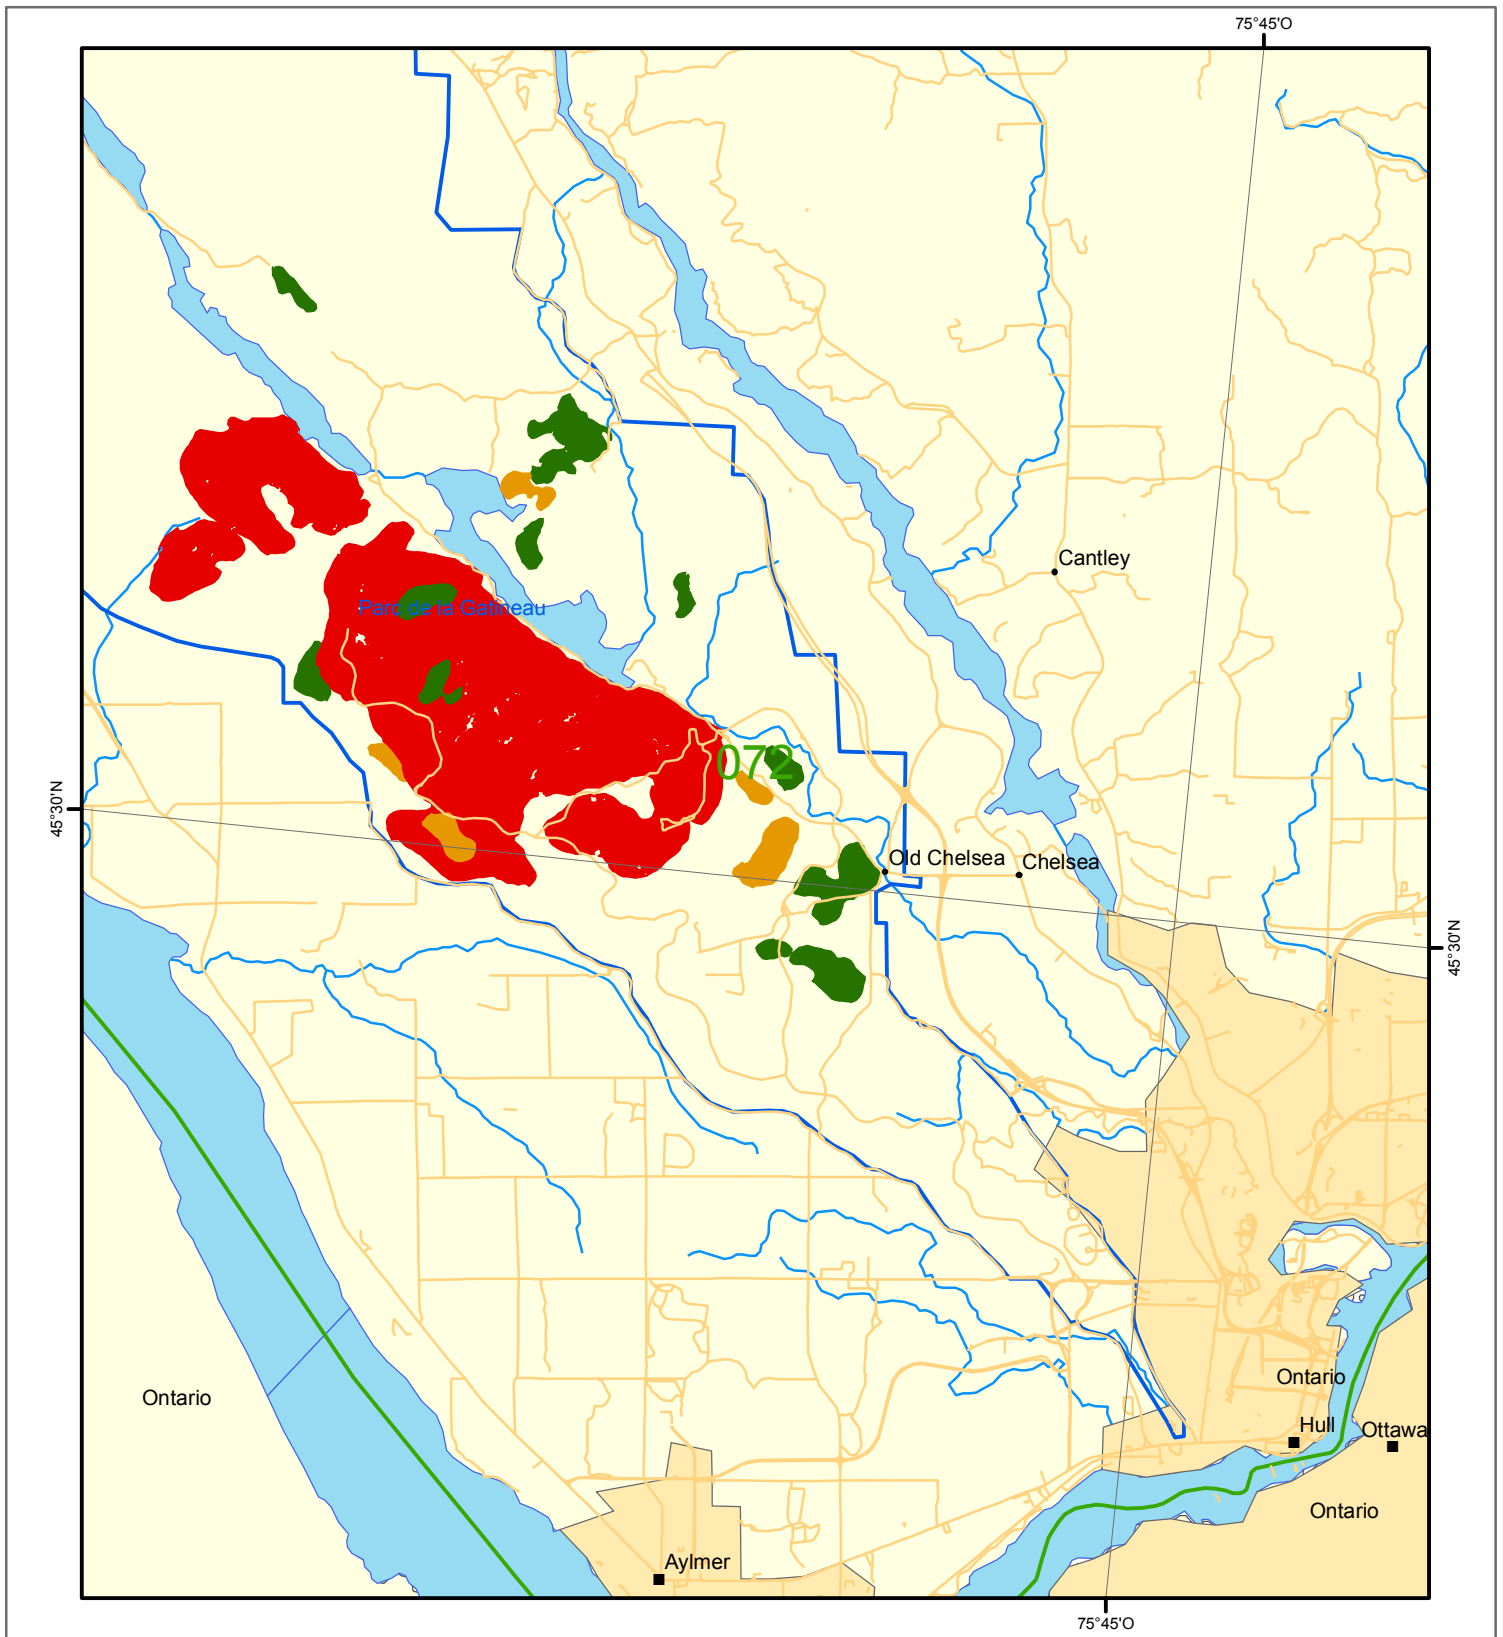 75°45'O
Cantley
Parc de la Gatineau
072
45°30'N
Old Chelsea
Chelsea
45°30'N
Ontario
Ontario
Hull
Ottawa
Ontario
Aylmer
75°45'O